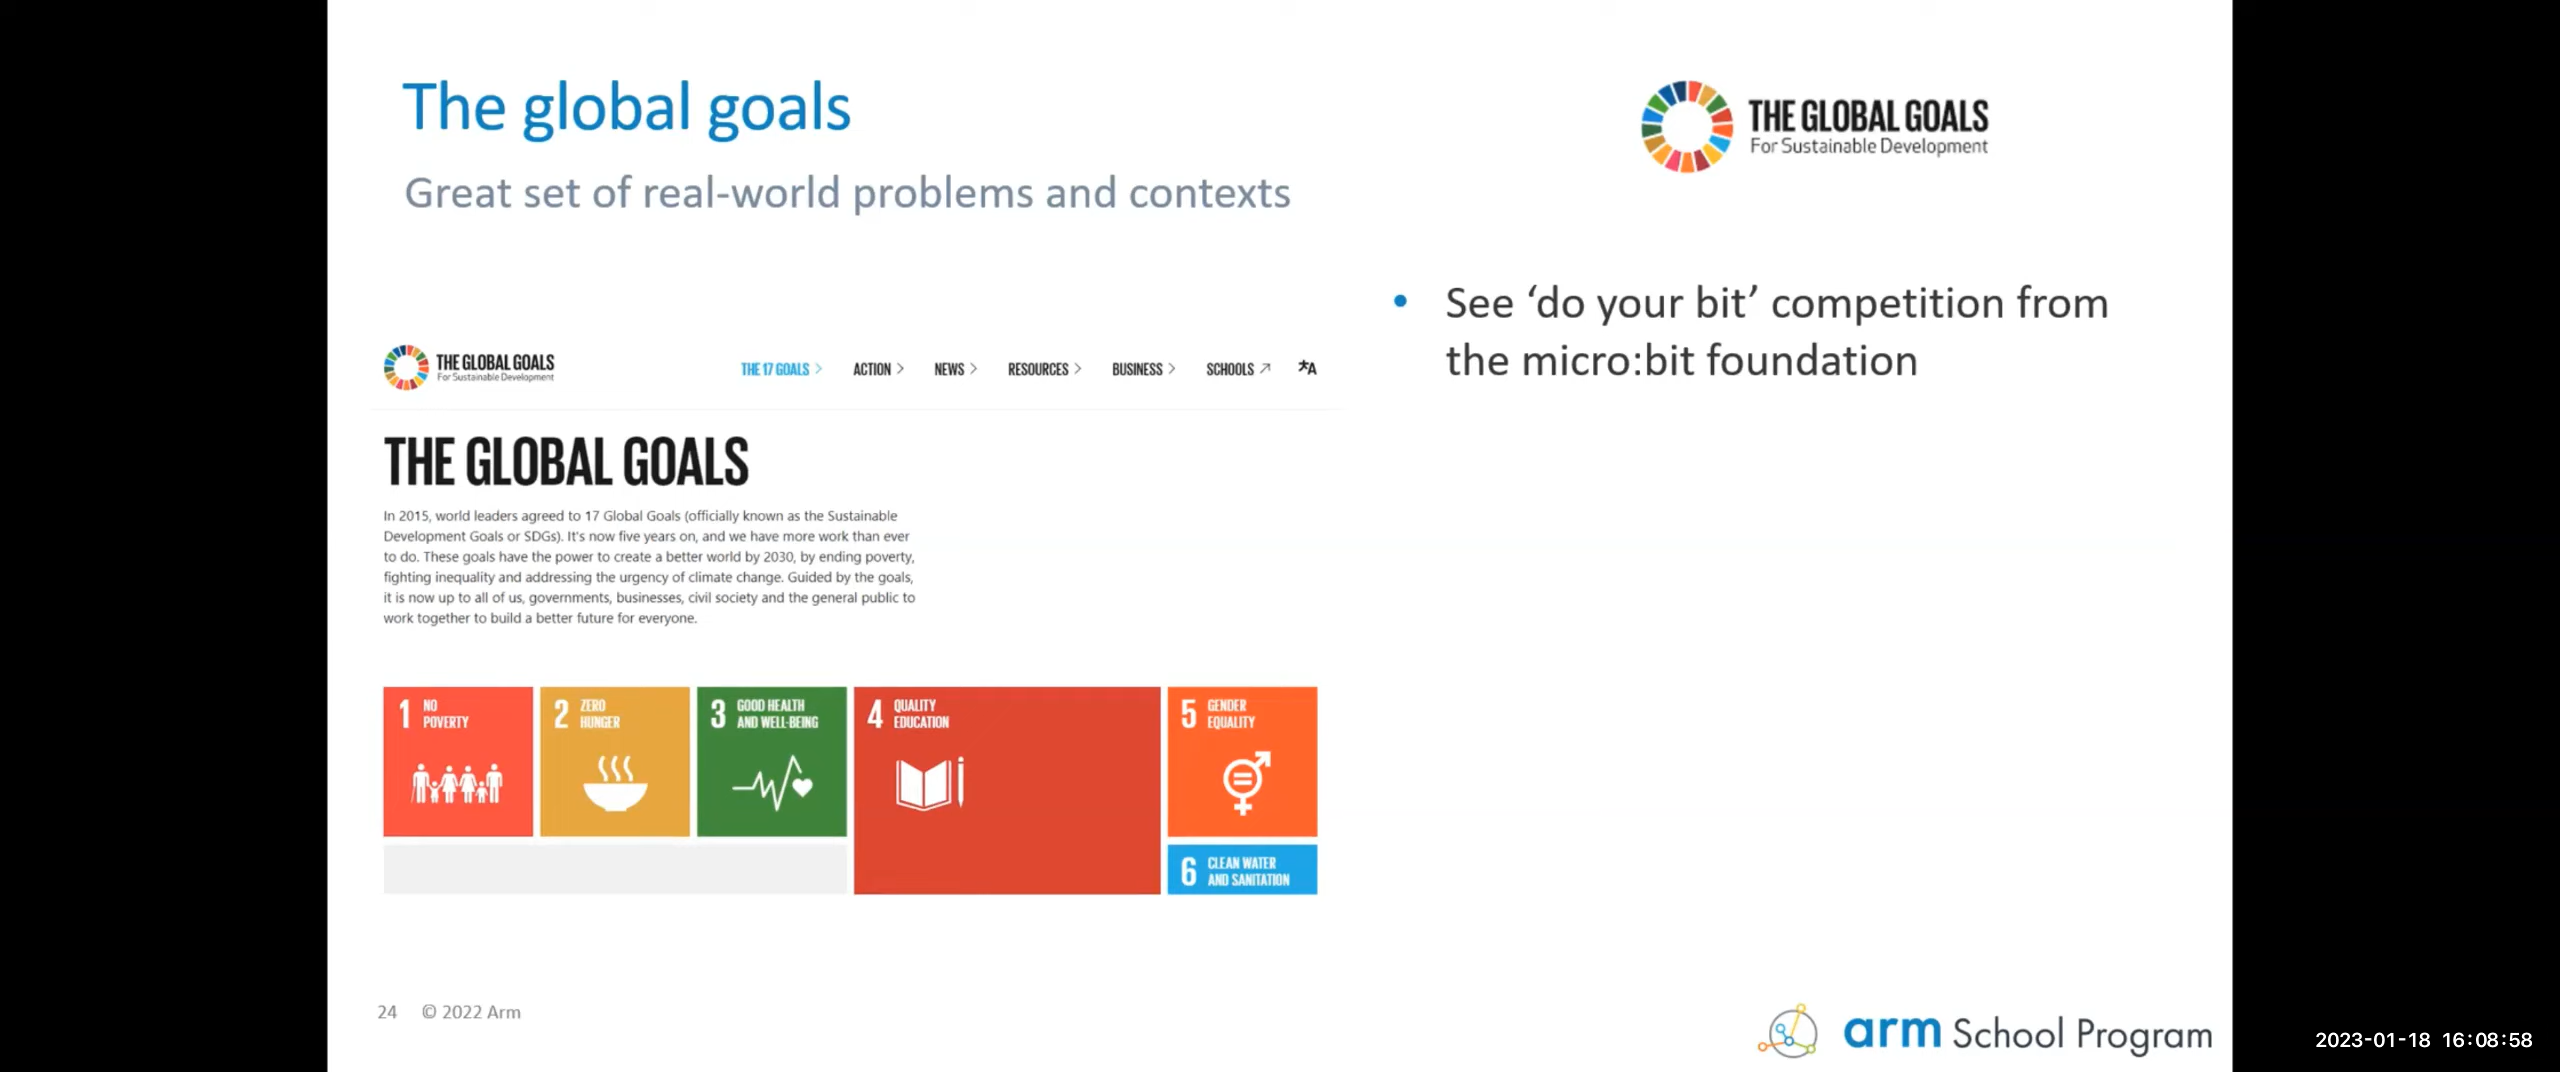 The global goals
Great set of real-world problems and contexts
THE GLOBAL GOALS
For Sustainable Development
• See ‘do your bit’ competition from
the micro:bit foundation
THE GLOBAL GOALS
For Sustainable Development
THE 17 GOALS > ACTION > NEWS > RESOURCES > BUSINESS > SCHOOLS ↗ 文A
THE GLOBAL GOALS
In 2015, world leaders agreed to 17 Global Goals (officially known as the Sustainable
Development Goals or SDGs). It's now five years on, and we have more work than ever
to do. These goals have the power to create a better world by 2030, by ending poverty,
fighting inequality and addressing the urgency of climate change. Guided by the goals,
it is now up to all of us, governments, businesses, civil society and the general public to
work together to build a better future for everyone.
1 NO
POVERTY
2 ZERO
HUNGER
3 GOOD HEALTH
AND WELL-BEING
4 QUALITY
EDUCATION
5 GENDER
EQUALITY
6 CLEAN WATER
AND SANITATION
24 © 2022 Arm
arm School Program
2023-01-18 16:08:58